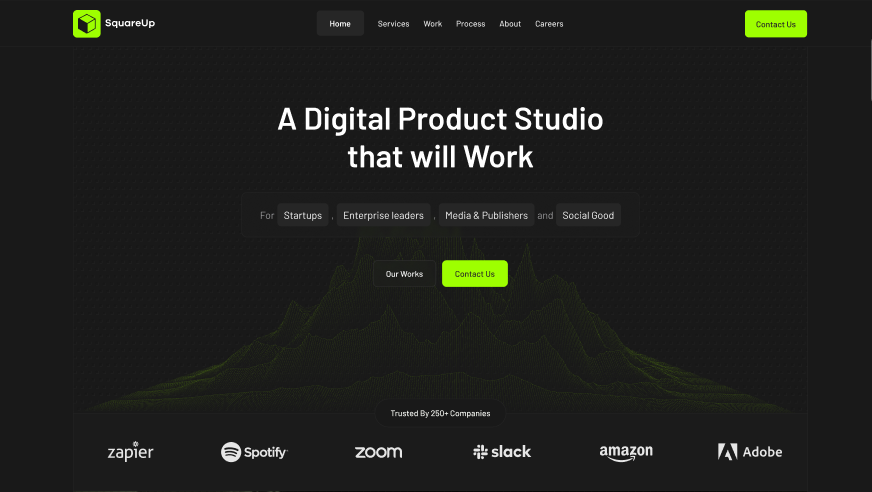 SquareUp
Home Services Work Process About Careers
Contact Us
A Digital Product Studio
that will Work
For Startups , Enterprise leaders , Media & Publishers and Social Good
Our Works Contact Us
Trusted By 250+ Companies
zapier Spotify zoom slack amazon Adobe